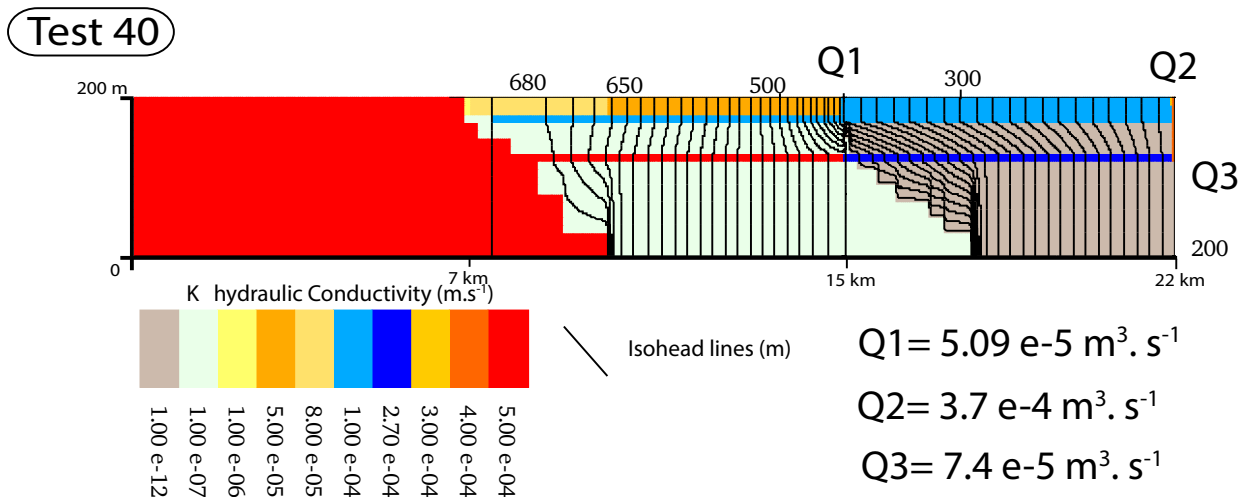 Test 40
Q1
Q2
200 m
680
650
500
300
Q3
200
0
7 km
15 km
22 km
K hydraulic Conductivity (m.s-1)
Isohead lines (m)
1.00 e-12
1.00 e-07
1.00 e-06
5.00 e-05
8.00 e-05
1.00 e-04
2.70 e-04
3.00 e-04
4.00 e-04
5.00 e-04
Q1= 5.09 e-5 m³. s⁻¹
Q2= 3.7 e-4 m³. s⁻¹
Q3= 7.4 e-5 m³. s⁻¹